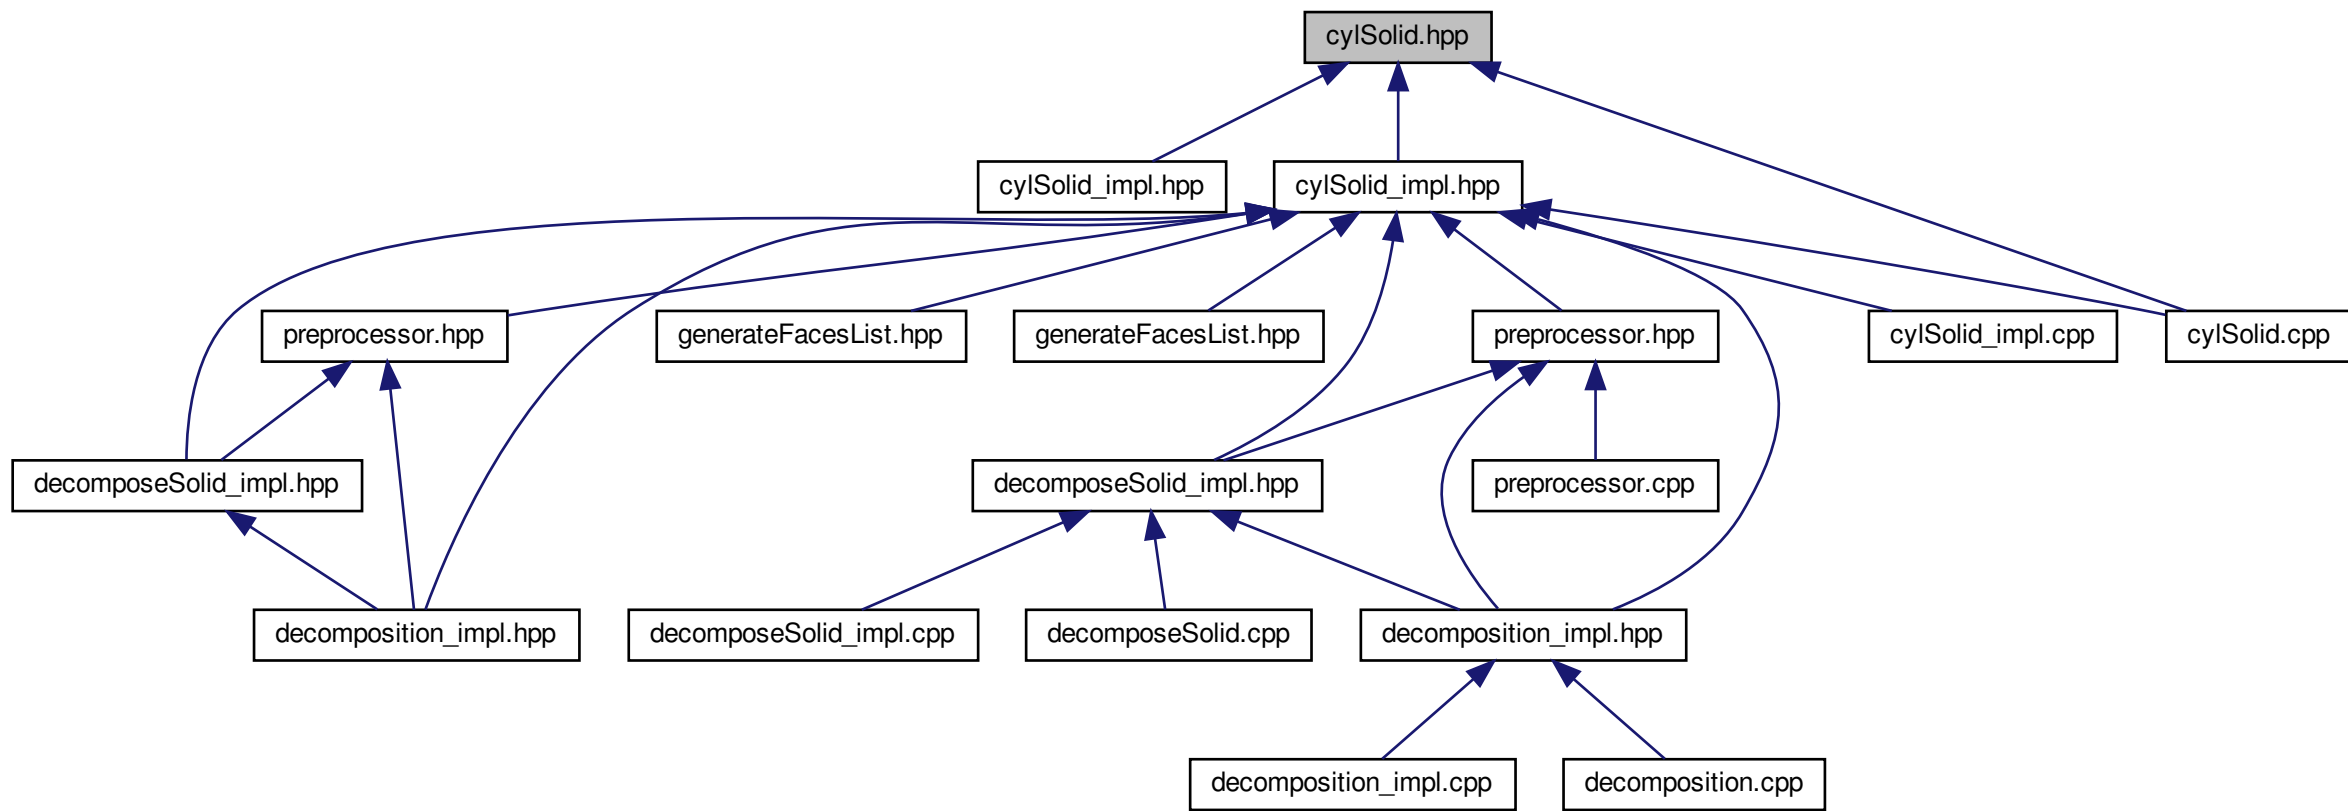 cylSolid.hpp
cylSolid_impl.hpp
cylSolid_impl.hpp
preprocessor.hpp
generateFacesList.hpp
generateFacesList.hpp
preprocessor.hpp
cylSolid_impl.cpp
cylSolid.cpp
decomposeSolid_impl.hpp
decomposeSolid_impl.hpp
preprocessor.cpp
decomposition_impl.hpp
decomposeSolid_impl.cpp
decomposeSolid.cpp
decomposition_impl.hpp
decomposition_impl.cpp
decomposition.cpp